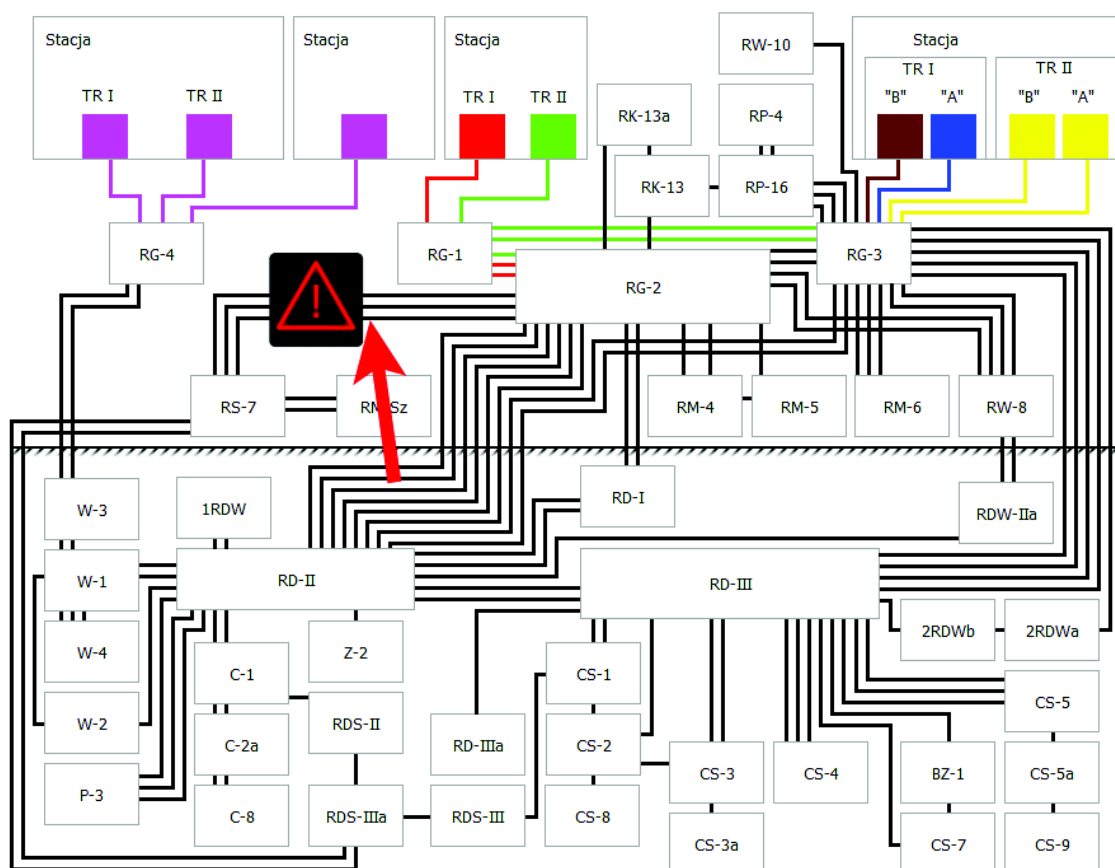 Stacja
Stacja
Stacja
Stacja
RW-10
TR I
TR II
TR I
TR II
TR I
TR II
"B"
"A"
"B"
"A"
RK-13a
RP-4
RK-13
RP-16
RG-4
RG-1
RG-3
RG-2
!
RS-7
RM-4
RM-5
RM-6
RW-8
W-3
1RDW
RD-I
RDW-IIa
W-1
RD-II
RD-III
W-4
C-1
Z-2
CS-1
2RDWb
2RDWa
W-2
C-2a
RDS-II
RD-IIIa
CS-2
CS-5
P-3
C-8
RDS-IIIa
RDS-III
CS-8
CS-3
CS-4
BZ-1
CS-5a
CS-3a
CS-7
CS-9